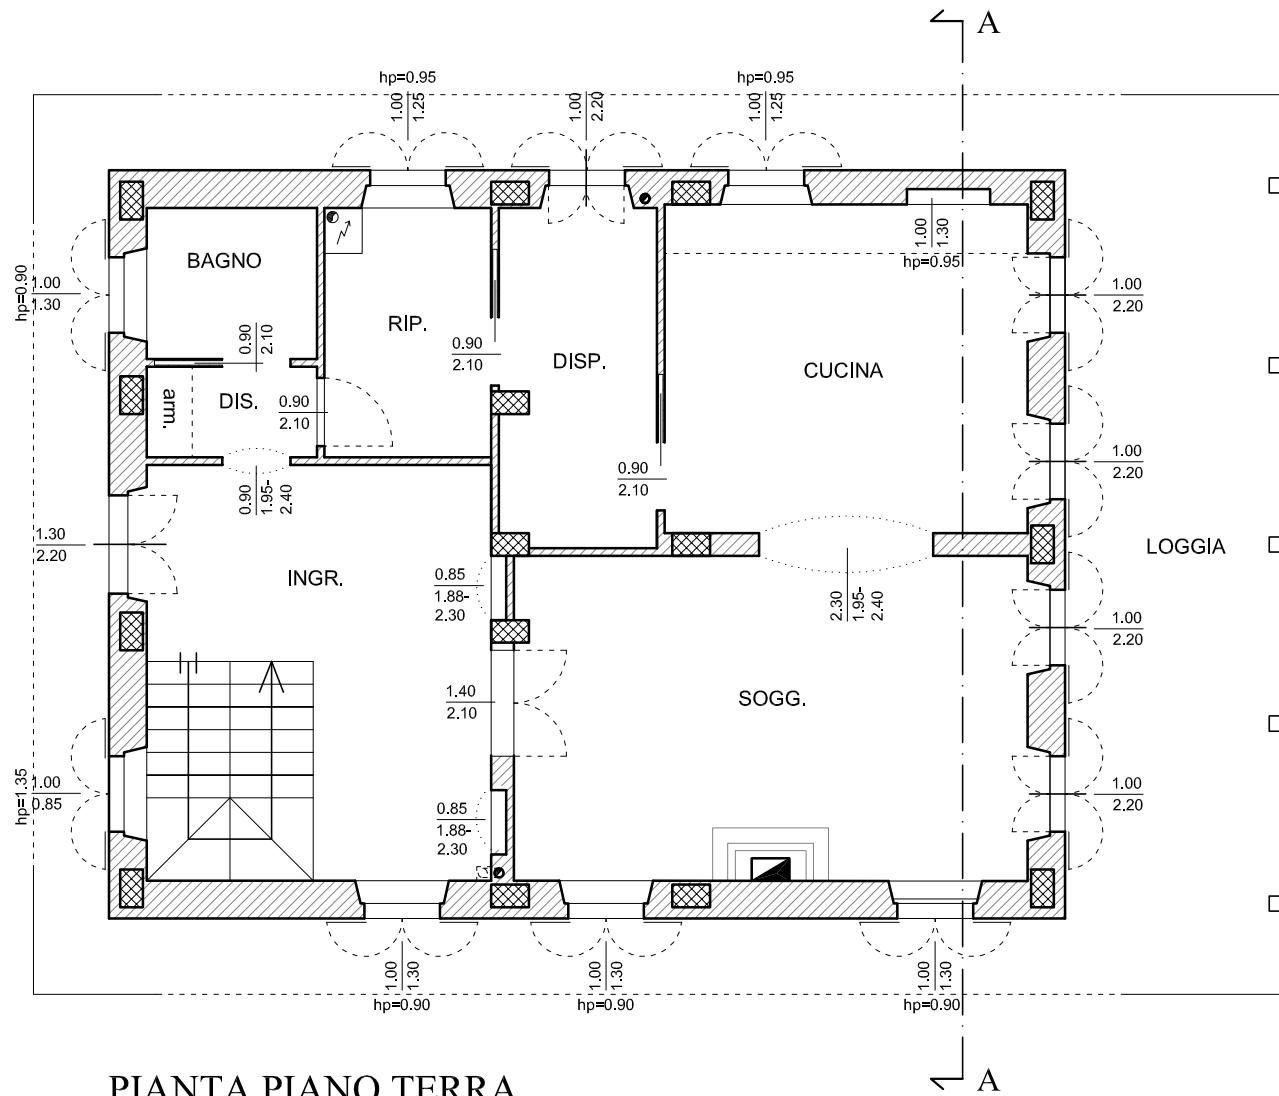 A
hp=0.95
1.00
1.25
1.00
2.20
hp=0.95
1.00
1.25
BAGNO
hp=0.90
1.00
1.30
RIP.
0.90
2.10
0.90
2.10
DISP.
CUCINA
1.00
1.30
hp=0.95
1.00
2.20
arm.
DIS.
0.90
2.10
0.90
2.10
1.00
2.20
0.90
1.95-
2.40
1.30
2.20
INGR.
0.85
1.88-
2.30
2.30
1.95-
2.40
LOGGIA
1.00
2.20
1.40
2.10
SOGG.
hp=1.35
1.00
0.85
0.85
1.88-
2.30
1.00
2.20
1.00
1.30
hp=0.90
1.00
1.30
hp=0.90
1.00
1.30
hp=0.90
A
PIANTA PIANO TERRA